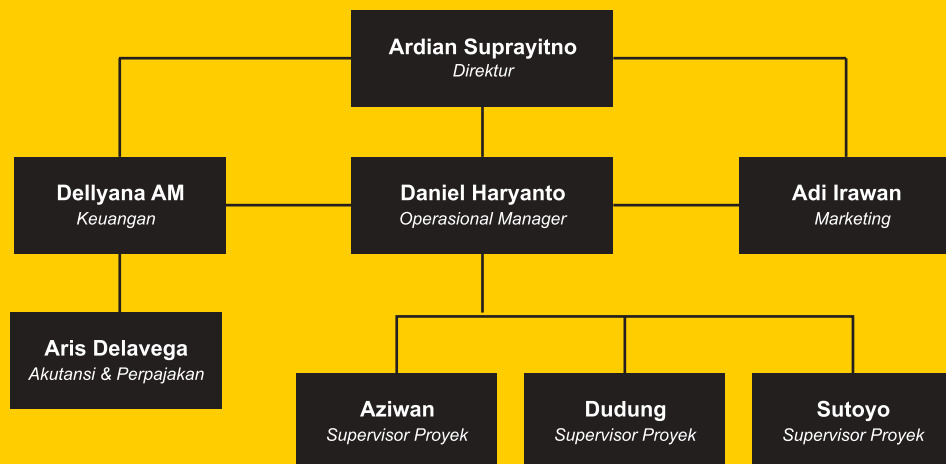 Ardian Suprayitno
Direktur
Dellyana AM
Keuangan
Daniel Haryanto
Operasional Manager
Adi Irawan
Marketing
Aris Delavega
Akutansi & Perpajakan
Aziwan
Supervisor Proyek
Dudung
Supervisor Proyek
Sutoyo
Supervisor Proyek